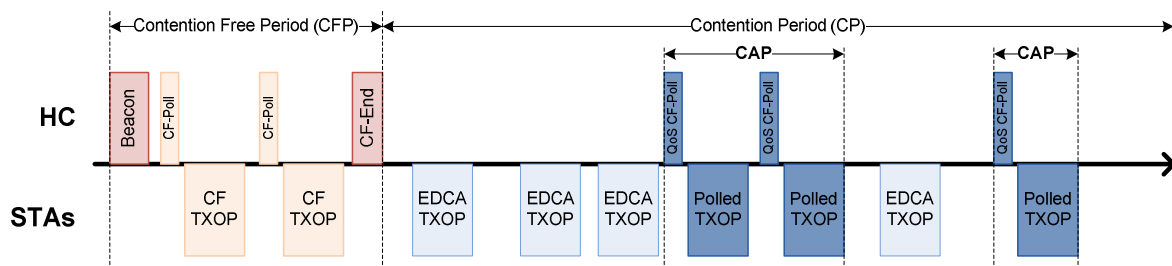 Contention Free Period (CFP)
Contention Period (CP)
CAP
CAP
HC
Beacon
CF-Poll
CF-Poll
CF-End
QoS CF-Poll
QoS CF-Poll
QoS CF-Poll
STAs
CF
TXOP
CF
TXOP
EDCA
TXOP
EDCA
TXOP
EDCA
TXOP
Polled
TXOP
Polled
TXOP
EDCA
TXOP
Polled
TXOP